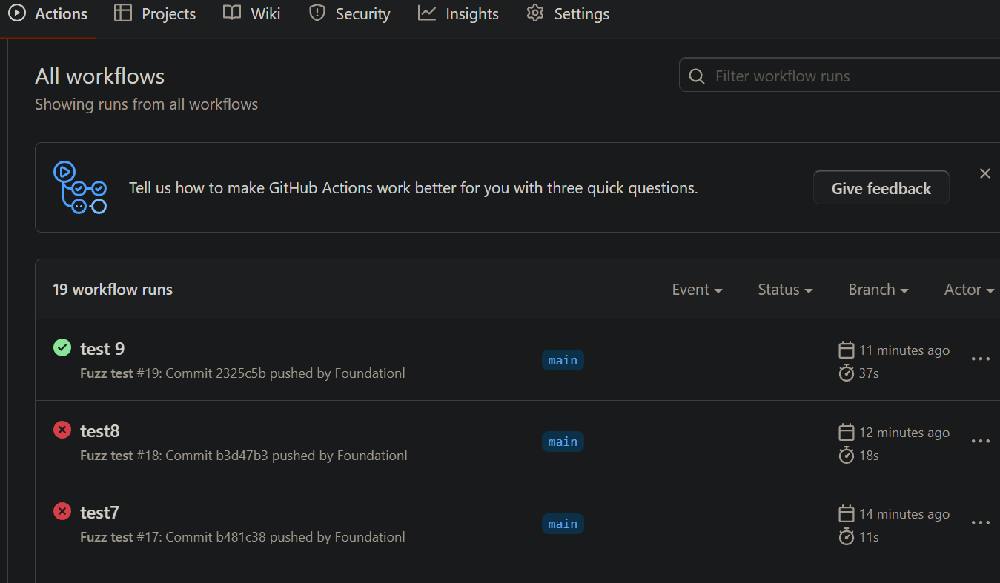 Actions Projects Wiki Security Insights Settings
All workflows
Filter workflow runs
Showing runs from all workflows
Tell us how to make GitHub Actions work better for you with three quick questions.
Give feedback
19 workflow runs
Event Status Branch Actor
test 9
main
11 minutes ago
Fuzz test #19: Commit 2325c5b pushed by Foundationl
37s
test8
main
12 minutes ago
Fuzz test #18: Commit b3d47b3 pushed by Foundationl
18s
test7
main
14 minutes ago
Fuzz test #17: Commit b481c38 pushed by Foundationl
11s